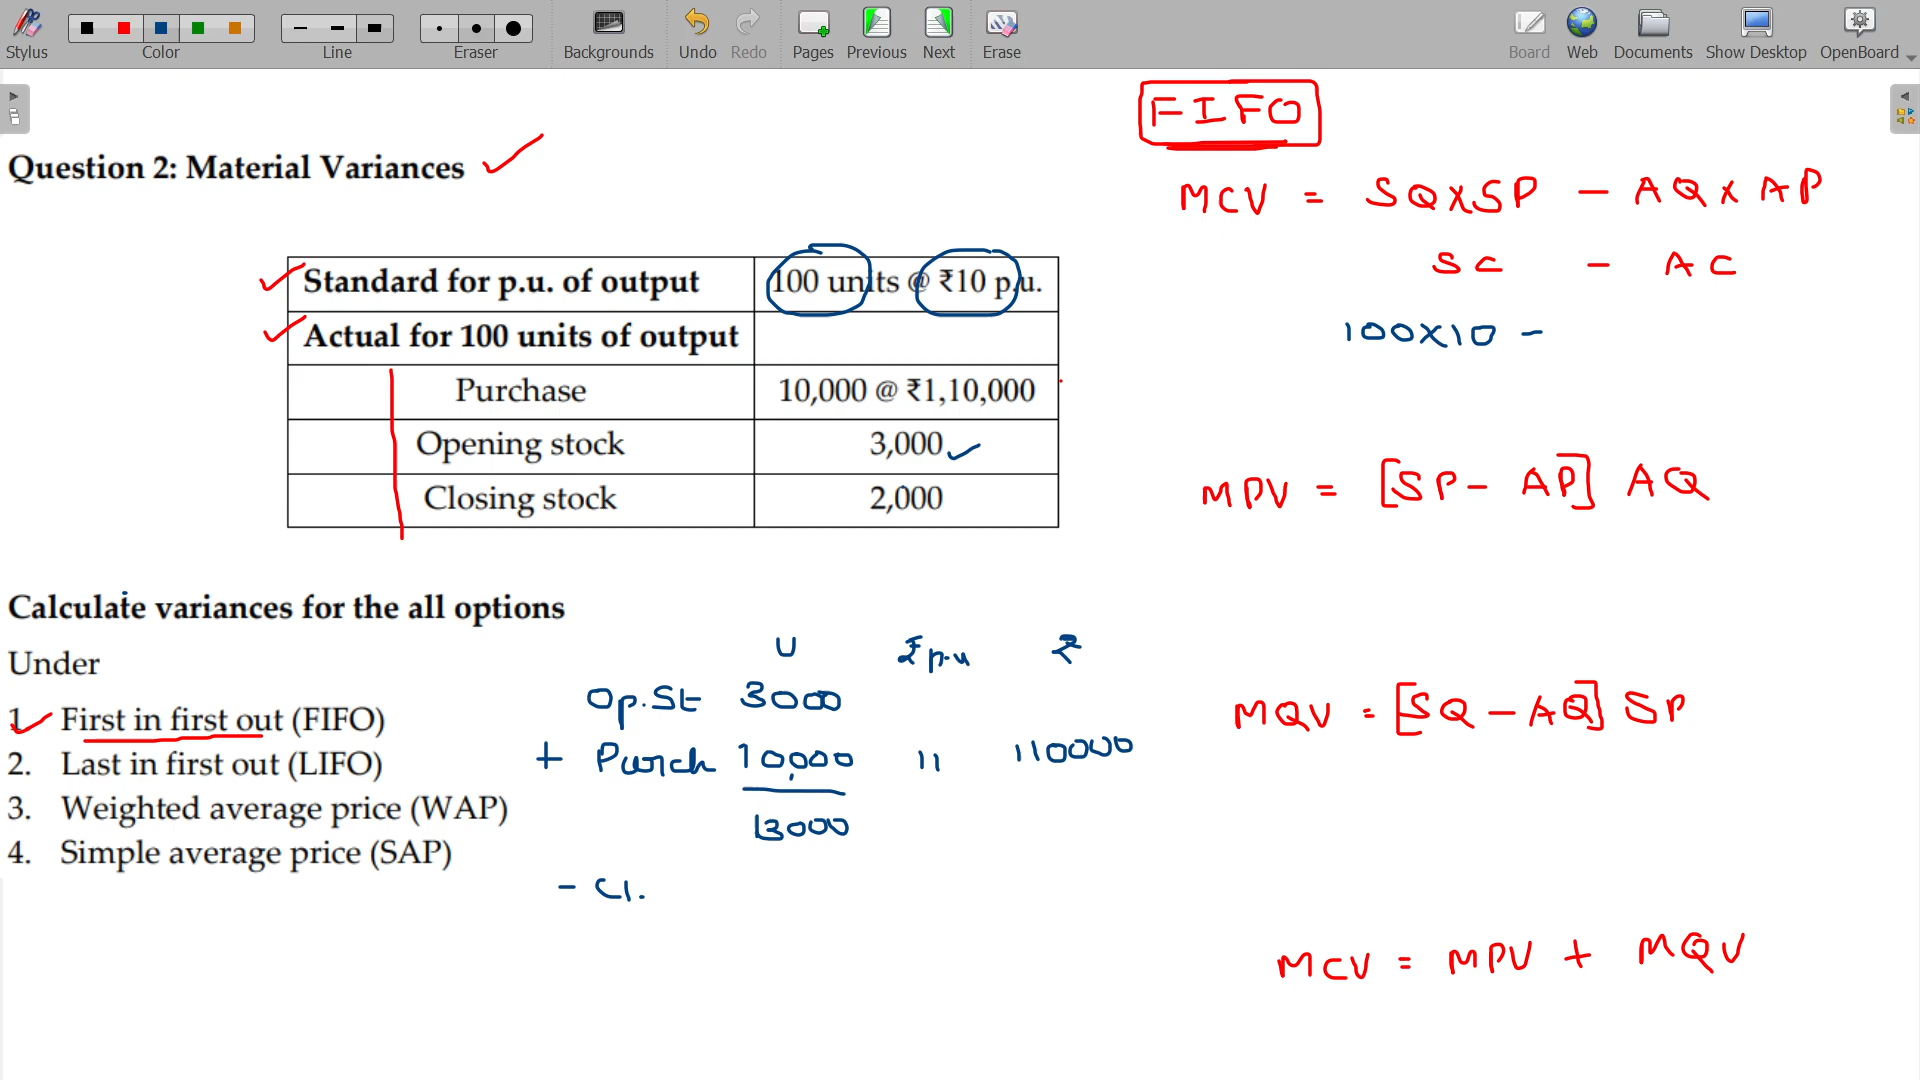 Stylus Color Line Eraser Backgrounds Undo Redo Pages Previous Next Erase Board Web Documents Show Desktop OpenBoard
FIFO
Question 2: Material Variances
MCV = SQXSP - AQ X AP
SC - AC
Standard for p.u. of output 100 units @ ₹10 p.u.
100X10 -
Actual for 100 units of output
Purchase 10,000 @ ₹1,10,000
Opening stock 3,000
Closing stock 2,000
MPV = [SP- AP] AQ
Calculate variances for the all options
Under
U ₹ p.u ₹
1. First in first out (FIFO)
Op.St 3000
MQV = [SQ - AQ] SP
2. Last in first out (LIFO)
+ Purch 10,000 11 110000
3. Weighted average price (WAP)
13000
4. Simple average price (SAP)
- Cl.
MCV = MPV + MQV